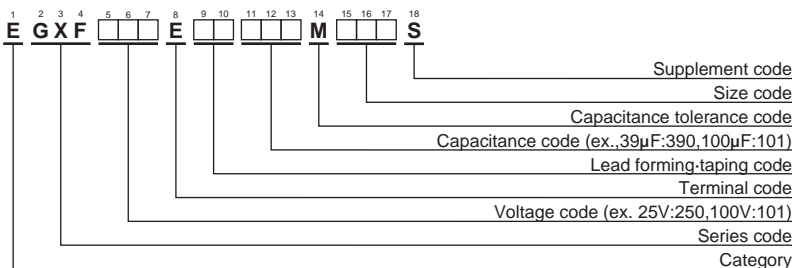 1 2 3 4 5 6 7 8 9 10 11 12 13 14 15 16 17 18
E GXF □□□ E □□ □□□ M □□□ S
Supplement code
Size code
Capacitance tolerance code
Capacitance code (ex.,39μF:390,100μF:101)
Lead forming·taping code
Terminal code
Voltage code (ex. 25V:250,100V:101)
Series code
Category